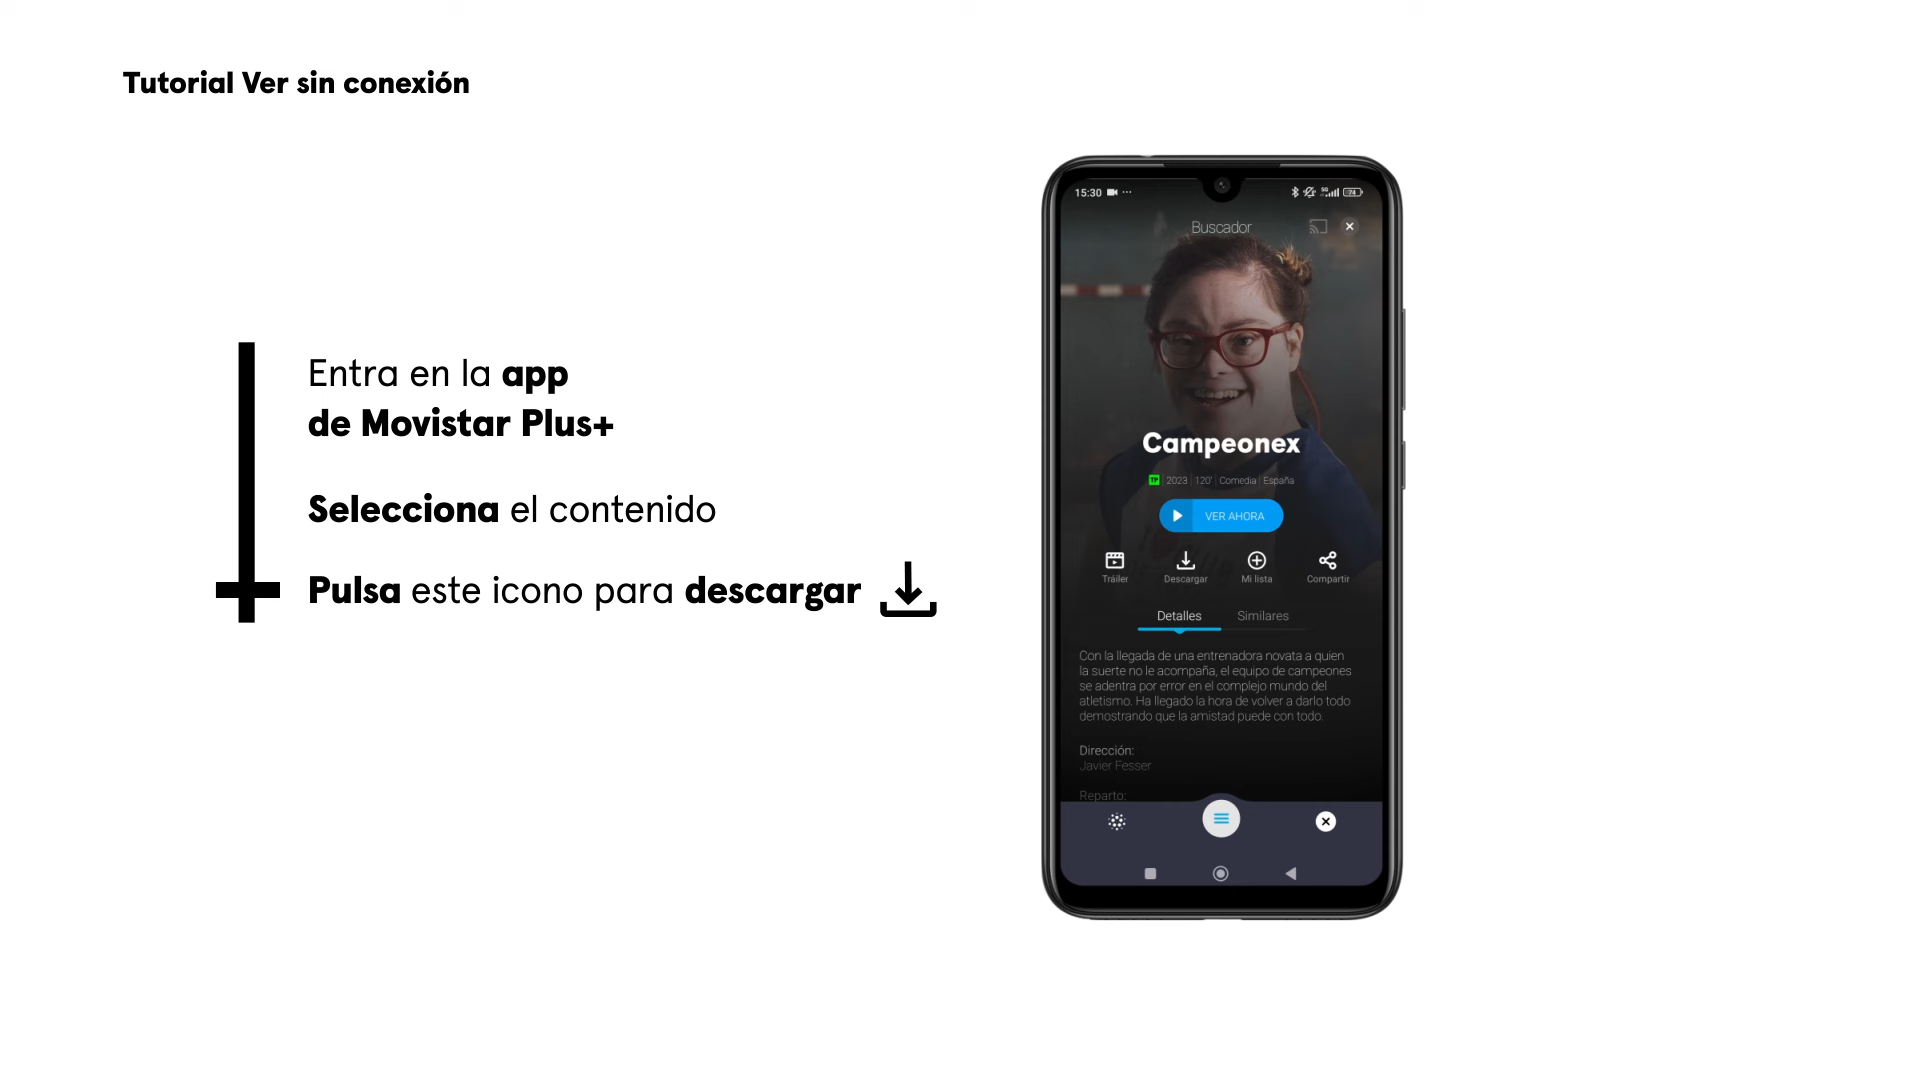 Tutorial Ver sin conexión
Entra en la app
de Movistar Plus+
Selecciona el contenido
Pulsa este icono para descargar
15:30
5G
74
Buscador
Campeonex
TP | 2023 | 120' | Comedia | España
VER AHORA
Tráiler Descargar Mi lista Compartir
Detalles Similares
Con la llegada de una entrenadora novata a quien
la suerte no le acompaña, el equipo de campeones
se adentra por error en el complejo mundo del
atletismo. Ha llegado la hora de volver a darlo todo
demostrando que la amistad puede con todo.
Dirección:
Javier Fesser
Reparto: